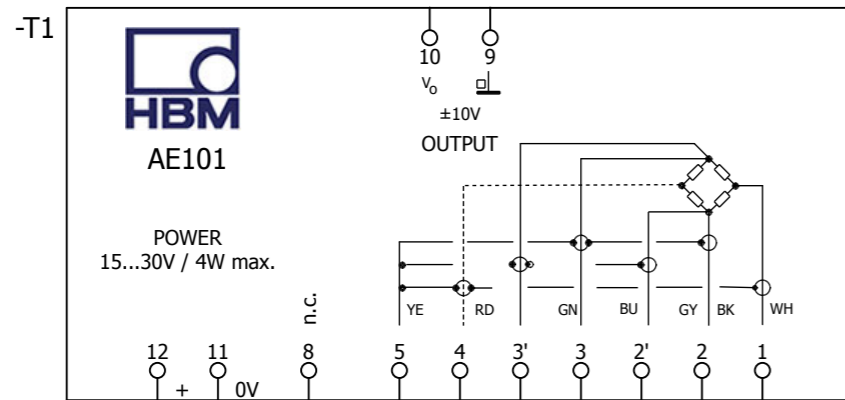 -T1
10 9
V₀
±10V
OUTPUT
HBM
AE101
POWER
15...30V / 4W max.
n.c.
YE RD GN BU GY BK WH
12 11 8 5 4 3' 3 2' 2 1
+ 0V